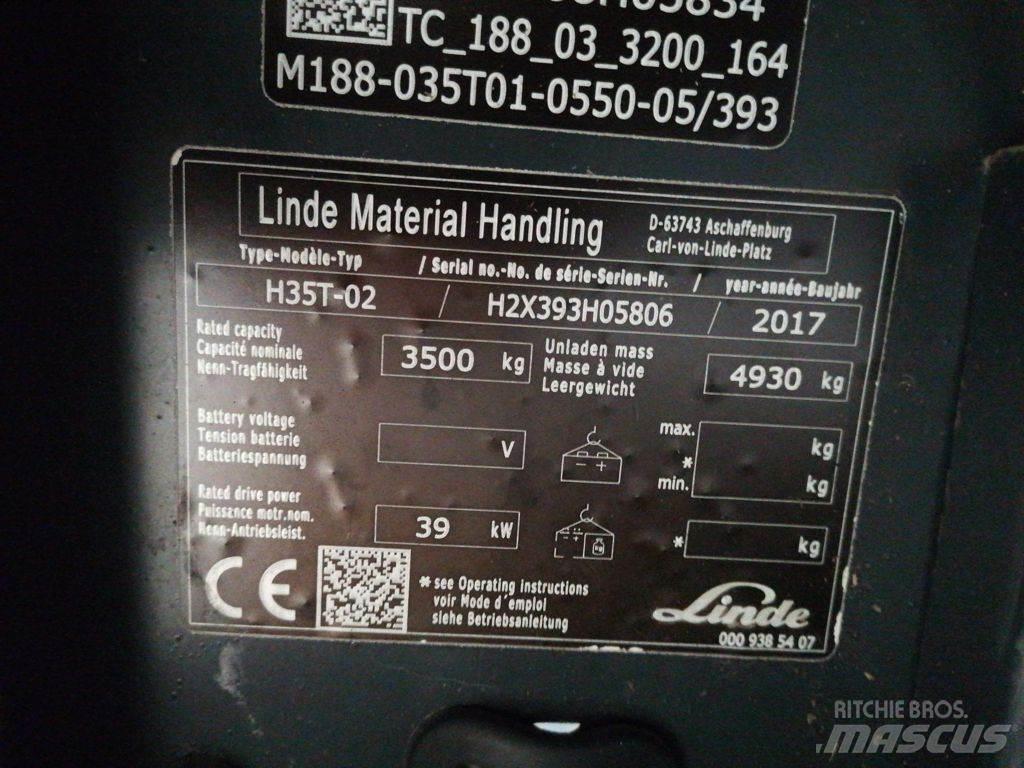 TC_188_03_3200_164
M188-035T01-0550-05/393
Linde Material Handling
D-63743 Aschaffenburg
Carl-von-Linde-Platz
Type-Modèle-Typ / Serial no.-No. de série-Serien-Nr. / year-année-Baujahr
H35T-02 / H2X393H05806 / 2017
Rated capacity
Capacité nominale
Nenn-Tragfähigkeit
3500 kg
Unladen mass
Masse à vide
Leergewicht
4930 kg
Battery voltage
Tension batterie
Batteriespannung
V
max. kg
*
min. kg
Rated drive power
Puissance motr.nom.
Nenn-Antriebsleist.
39 kW
* kg
CE
* see Operating instructions
voir Mode d'emploi
siehe Betriebsanleitung
Linde
000 938 54 07
RITCHIE BROS.
MASCUS